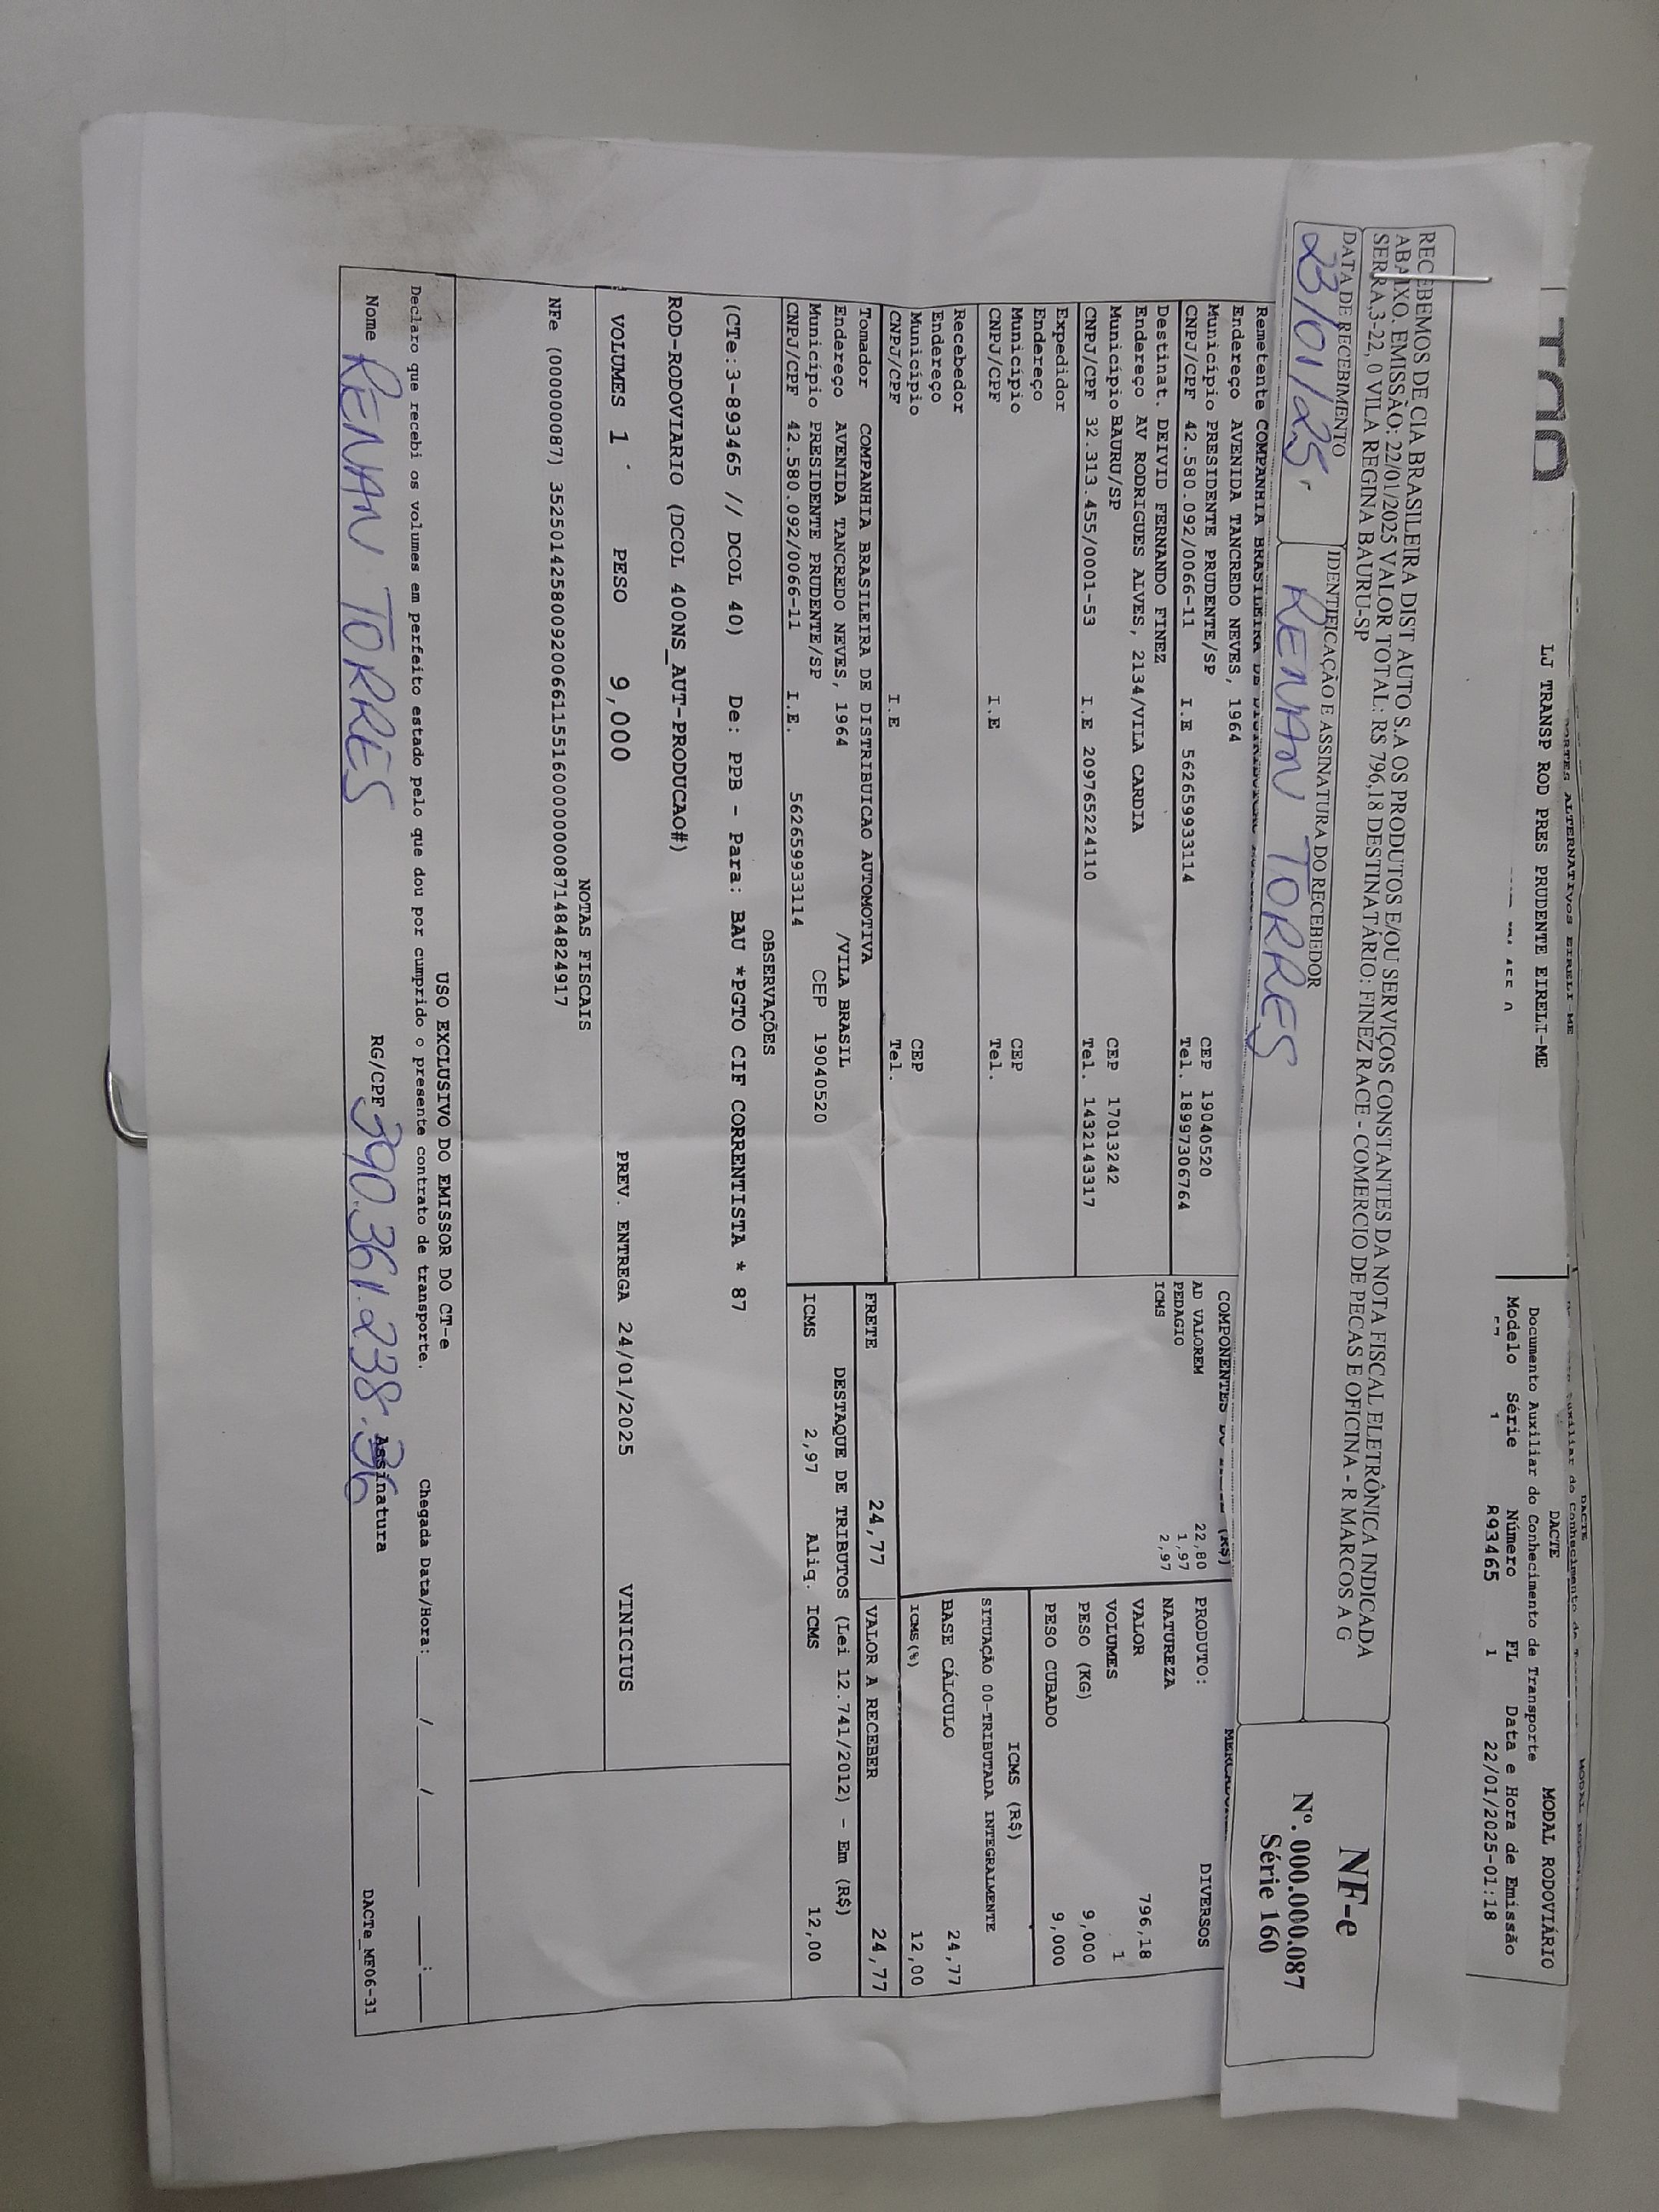 LJ TRANSP ROD PRES PRUDENTE EIRELI-ME
DACTE
Documento Auxiliar do Conhecimento de Transporte
MODAL RODOVIÁRIO
Modelo Série Número FL Data e Hora de Emissão
1 893465 1 22/01/2025-01:18
RECEBEMOS DE CIA BRASILEIRA DIST AUTO S.A OS PRODUTOS E/OU SERVIÇOS CONSTANTES DA NOTA FISCAL ELETRÔNICA INDICADA
ABAIXO. EMISSÃO: 22/01/2025 VALOR TOTAL: R$ 796,18 DESTINATÁRIO: FINEZ RACE - COMERCIO DE PECAS E OFICINA - R MARCOS A G
SERRA,3-22, 0 VILA REGINA BAURU-SP
DATA DE RECEBIMENTO
IDENTIFICAÇÃO E ASSINATURA DO RECEBEDOR
23/01/25
RENAN TORRES
NF-e
Nº. 000.000.087
Série 160
Remetente COMPANHIA BRASILEIRA DE
Endereço AVENIDA TANCREDO NEVES, 1964
Município PRESIDENTE PRUDENTE/SP CEP 19040520
CNPJ/CPF 42.580.092/0066-11 I.E 562659933114 Tel. 18997306764
Destinat. DEIVID FERNANDO FINEZ
Endereço AV RODRIGUES ALVES, 2134/VILA CARDIA
Município BAURU/SP CEP 17013242
CNPJ/CPF 32.313.455/0001-53 I.E 209765224110 Tel. 1432143317
Expedidor
Endereço
Município CEP
CNPJ/CPF I.E Tel.
Recebedor
Endereço
Município CEP
CNPJ/CPF I.E Tel.
Tomador COMPANHIA BRASILEIRA DE DISTRIBUICAO AUTOMOTIVA
Endereço AVENIDA TANCREDO NEVES, 1964 /VILA BRASIL
Município PRESIDENTE PRUDENTE/SP CEP 19040520
CNPJ/CPF 42.580.092/0066-11 I.E. 562659933114
COMPONENTES (R$)
AD VALOREM 22,80
PEDAGIO 1,97
ICMS 2,97
PRODUTO: DIVERSOS
NATUREZA
VALOR 796,18
VOLUMES 1
PESO (KG) 9,000
PESO CUBADO 9,000
ICMS (R$)
SITUAÇÃO 00-TRIBUTADA INTEGRALMENTE
BASE CÁLCULO 24,77
ICMS(%) 12,00
FRETE 24,77 VALOR A RECEBER 24,77
DESTAQUE DE TRIBUTOS (Lei 12.741/2012) - Em (R$)
ICMS 2,97 Aliq. ICMS 12,00
OBSERVAÇÕES
(CTe:3-893465 // DCOL 40) De: PPB - Para: BAU *PGTO CIF CORRENTISTA * 87
ROD-RODOVIARIO (DCOL 400NS_AUT-PRODUCAO#)
VOLUMES 1 PESO 9,000 PREV. ENTREGA 24/01/2025 VINICIUS
NOTAS FISCAIS
NFe (000000087) 35250142580092006611551600000000871484824917
USO EXCLUSIVO DO EMISSOR DO CT-e
Declaro que recebi os volumes em perfeito estado pelo que dou por cumprido o presente contrato de transporte. Chegada Data/Hora: ____/____/____ ___:___
Nome RENAN TORRES RG/CPF 390.361.238.36 Assinatura
DACTe_MF06-31